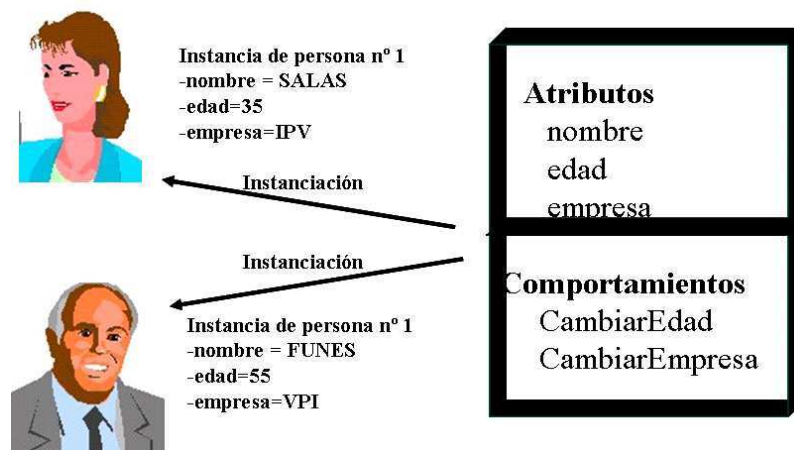 Instancia de persona nº 1
-nombre = SALAS
-edad=35
-empresa=IPV
Instanciación
Instanciación
Instancia de persona nº 1
-nombre = FUNES
-edad=55
-empresa=VPI
Atributos
nombre
edad
empresa
Comportamientos
CambiarEdad
CambiarEmpresa